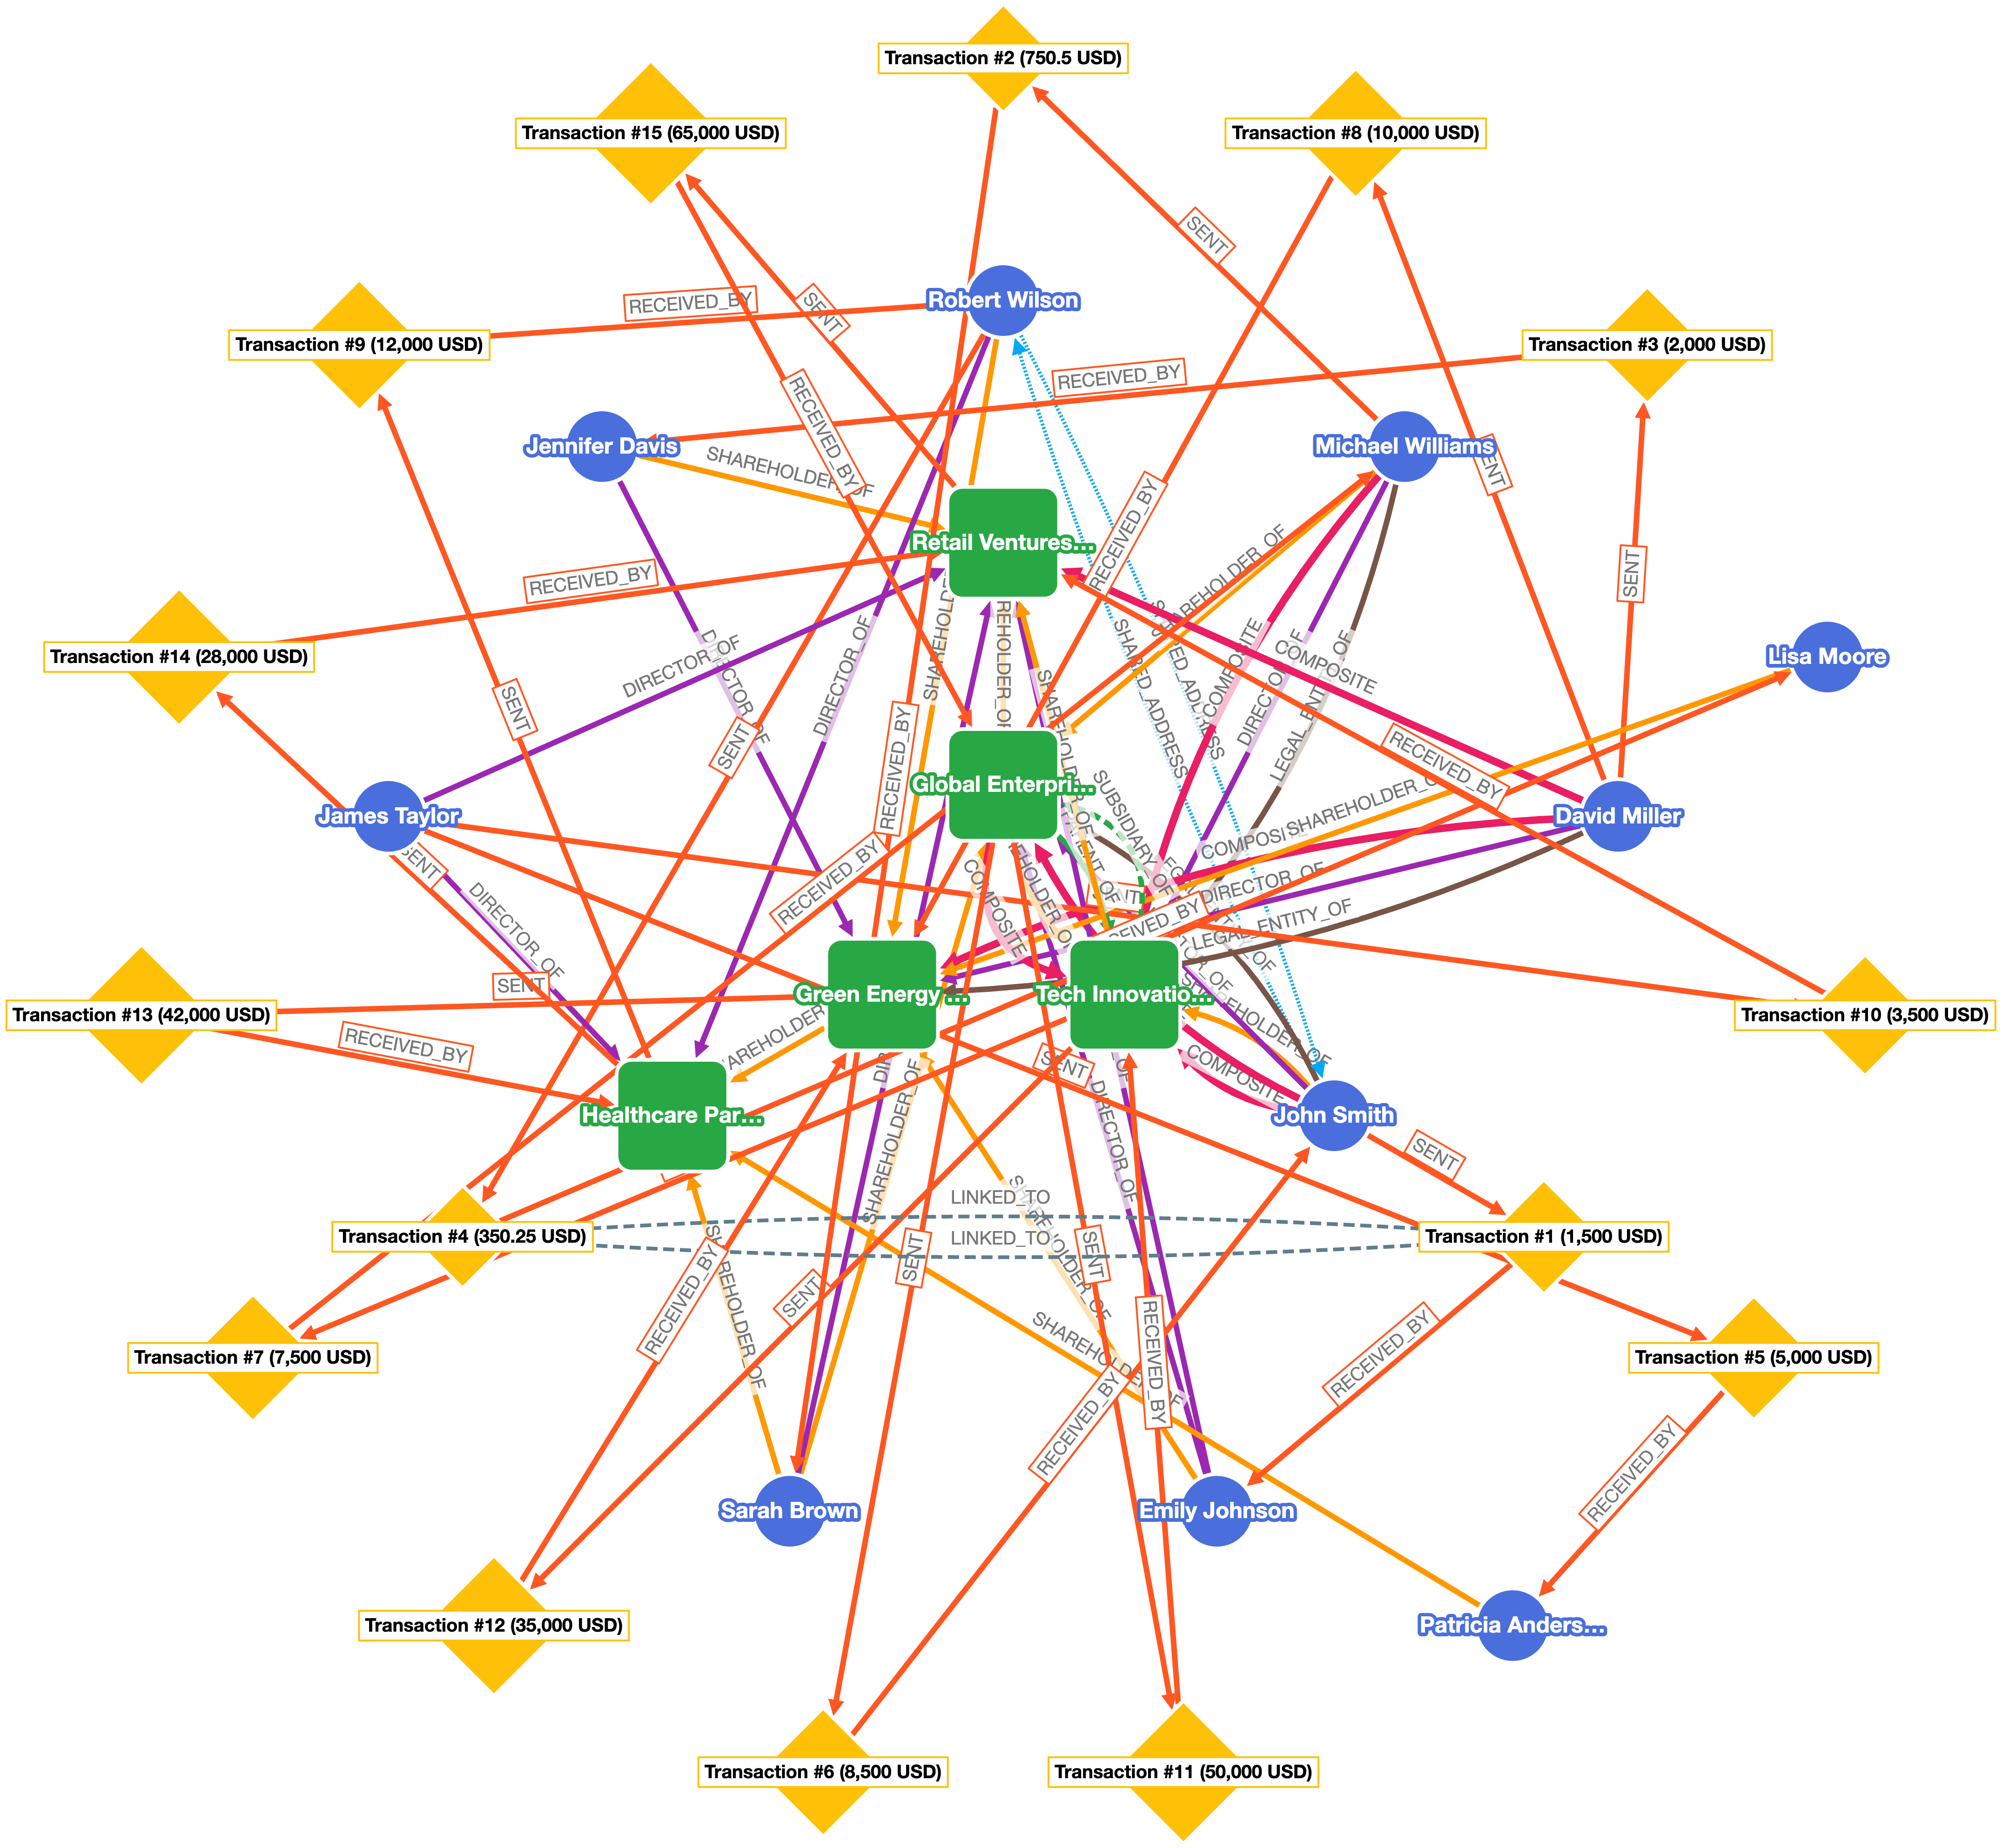 Transaction #2 (750.5 USD)
Transaction #15 (65,000 USD)
Transaction #8 (10,000 USD)
SENT
Robert Wilson
RECEIVED_BY
SENT
Transaction #9 (12,000 USD)
Transaction #3 (2,000 USD)
RECEIVED_BY
RECEIVED_BY
Jennifer Davis
SHAREHOLDER_OF
Michael Williams
SENT
RECEIVED_BY
Retail Ventures...
RECEIVED_BY
SHAREHOLDER_OF
SENT
Transaction #14 (28,000 USD)
DIRECTOR_OF
DIRECTOR_OF
DIRECTOR_OF
SHAREHOLDER_OF
SHARED_ADDRESS
SHARED_ADDRESS
COMPOSITE
DIRECTOR_OF
LEGAL_ENTITY_OF
COMPOSITE
Lisa Moore
SENT
SENT
RECEIVED_BY
Global Enterpri...
SUBSIDIARY_OF
RECEIVED_BY
James Taylor
David Miller
COMPOSITE
SHAREHOLDER_OF
SENT
DIRECTOR_OF
RECEIVED_BY
COMPOSITE
DIRECTOR_OF
RECEIVED_BY
LEGAL_ENTITY_OF
SENT
Green Energy ...
Tech Innovatio...
Transaction #13 (42,000 USD)
Transaction #10 (3,500 USD)
RECEIVED_BY
SHAREHOLDER_OF
SENT
COMPOSITE
Healthcare Par...
John Smith
DIRECTOR_OF
SHAREHOLDER_OF
SENT
LINKED_TO
LINKED_TO
Transaction #4 (350.25 USD)
Transaction #1 (1,500 USD)
SHAREHOLDER_OF
SHAREHOLDER_OF
SENT
SENT
SENT
RECEIVED_BY
SHAREHOLDER_OF
RECEIVED_BY
RECEIVED_BY
Transaction #7 (7,500 USD)
Transaction #5 (5,000 USD)
RECEIVED_BY
RECEIVED_BY
Sarah Brown
Emily Johnson
Transaction #12 (35,000 USD)
Patricia Anders...
Transaction #6 (8,500 USD)
Transaction #11 (50,000 USD)